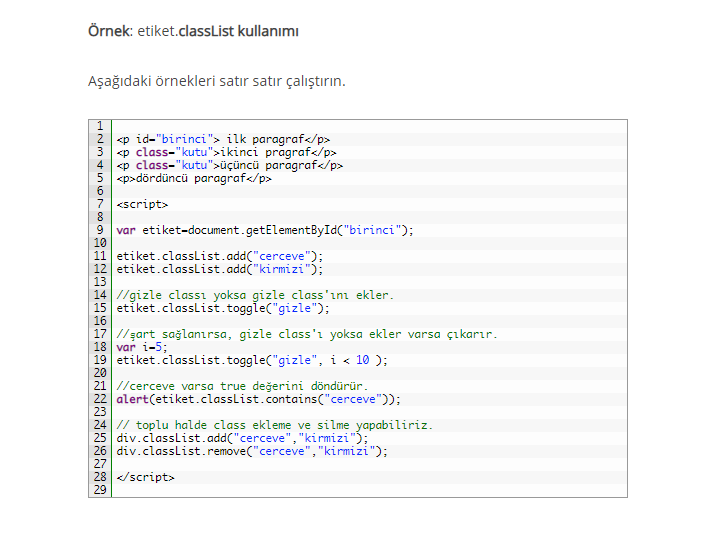 Örnek: etiket.classList kullanımı
Aşağıdaki örnekleri satır satır çalıştırın.
1
2 <p id="birinci"> ilk paragraf</p>
3 <p class="kutu">ikinci pragraf</p>
4 <p class="kutu">üçüncü paragraf</p>
5 <p>dördüncü paragraf</p>
6
7 <script>
8
9 var etiket=document.getElementById("birinci");
10
11 etiket.classList.add("cerceve");
12 etiket.classList.add("kirmizi");
13
14 //gizle classı yoksa gizle class'ını ekler.
15 etiket.classList.toggle("gizle");
16
17 //şart sağlanırsa, gizle class'ı yoksa ekler varsa çıkarır.
18 var i=5;
19 etiket.classList.toggle("gizle", i < 10 );
20
21 //cerceve varsa true değerini döndürür.
22 alert(etiket.classList.contains("cerceve"));
23
24 // toplu halde class ekleme ve silme yapabiliriz.
25 div.classList.add("cerceve","kirmizi");
26 div.classList.remove("cerceve","kirmizi");
27
28 </script>
29